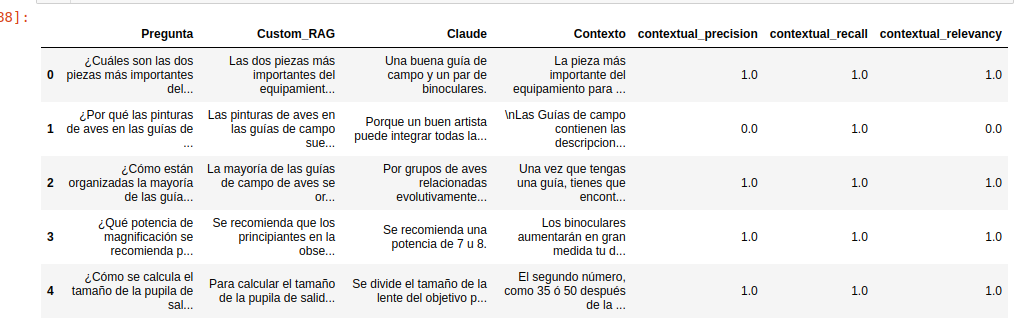 38]:
Pregunta Custom_RAG Claude Contexto contextual_precision contextual_recall contextual_relevancy
0 ¿Cuáles son las dos piezas más importantes del... Las dos piezas más importantes del equipamient... Una buena guía de campo y un par de binoculares. La pieza más importante del equipamiento para ... 1.0 1.0 1.0
1 ¿Por qué las pinturas de aves en las guías de ... Las pinturas de aves en las guías de campo sue... Porque un buen artista puede integrar todas la... \nLas Guías de campo contienen las descripcion... 0.0 1.0 0.0
2 ¿Cómo están organizadas la mayoría de las guía... La mayoría de las guías de campo de aves se or... Por grupos de aves relacionadas evolutivamente... Una vez que tengas una guía, tienes que encont... 1.0 1.0 1.0
3 ¿Qué potencia de magnificación se recomienda p... Se recomienda que los principiantes en la obse... Se recomienda una potencia de 7 u 8. Los binoculares aumentarán en gran medida tu d... 1.0 1.0 1.0
4 ¿Cómo se calcula el tamaño de la pupila de sal... Para calcular el tamaño de la pupila de salid... Se divide el tamaño de la lente del objetivo p... El segundo número, como 35 ó 50 después de la ... 1.0 1.0 1.0